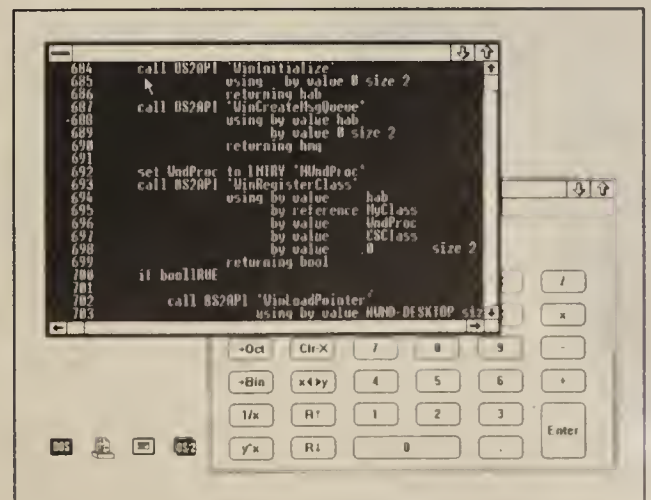 684 call OS2API 'WinInitialize'
685 using by value 0 size 2
686 returning hab
687 call OS2API 'WinCreateMsgQueue'
688 using by value hab
689 by value 0 size 2
690 returning hmq
691
692 set WndProc to ENTRY 'MWndProc'
693 call OS2API 'WinRegisterClass'
694 using by value hab
695 by reference MyClass
696 by value WndProc
697 by value CSClass
698 by value 0 size 2
699 returning bool
700 if boolTRUE
701
702 call OS2API 'WinLoadPointer'
703 using by value HWND-DESKTOP siz
/
x
→Oct Clr-X 7 8 9 -
→Bin x◄►y 4 5 6 +
1/x R↑ 1 2 3 Enter
y^x R↓ 0 .
DOS OS-2